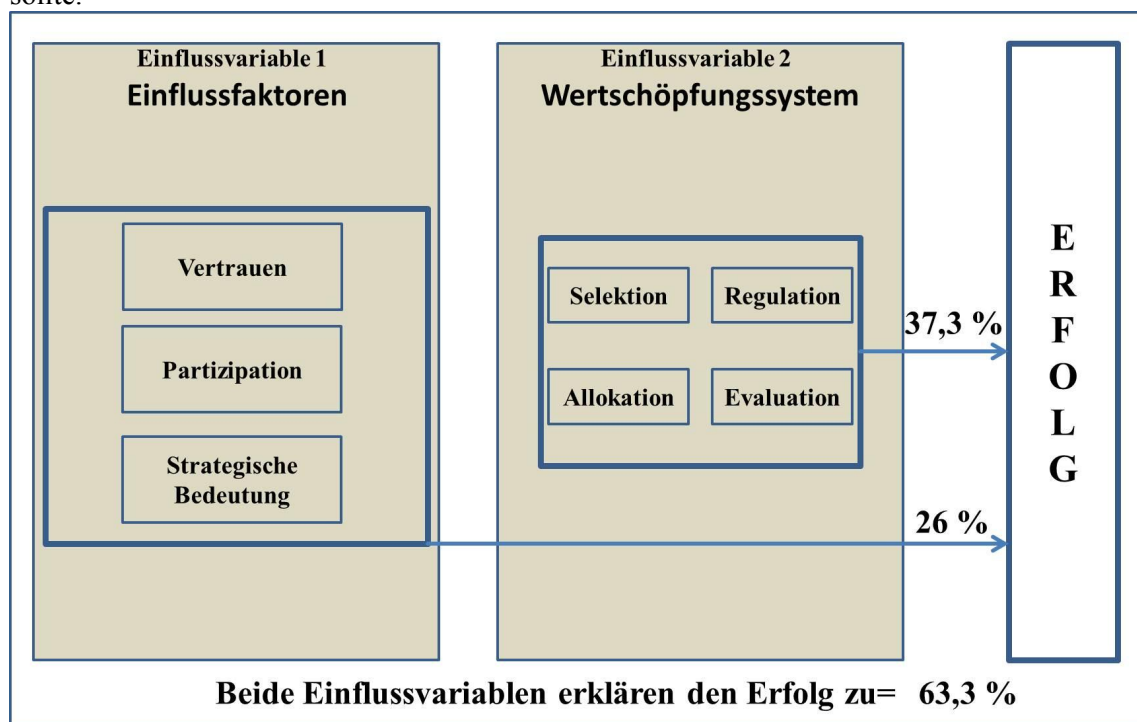 sollte.
Einflussvariable 1
Einflussfaktoren
Vertrauen
Partizipation
Strategische
Bedeutung
Einflussvariable 2
Wertschöpfungssystem
Selektion
Regulation
Allokation
Evaluation
37,3 %
26 %
E
R
F
O
L
G
Beide Einflussvariablen erklären den Erfolg zu= 63,3 %